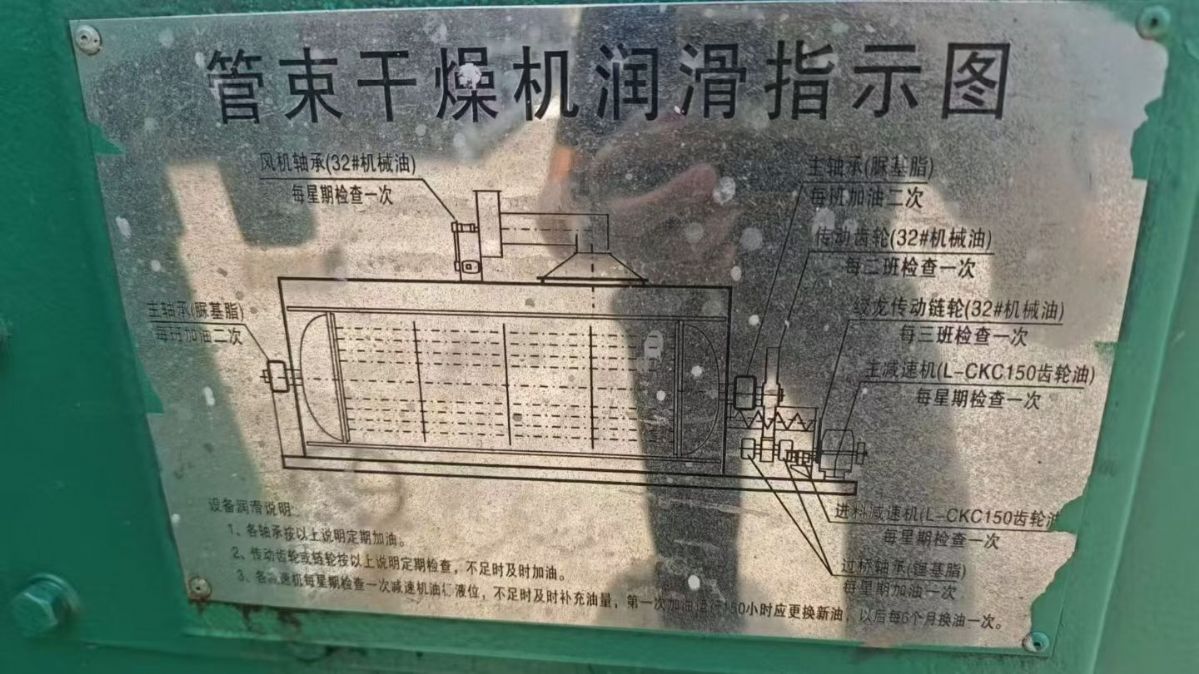 管束干燥机润滑指示图
风机轴承(32#机械油)
每星期检查一次
主轴承(脲基脂)
每班加油二次
传动齿轮(32#机械油)
每二班检查一次
绞龙传动链轮(32#机械油)
每三班检查一次
主轴承(脲基脂)
每班加油二次
主减速机(L-CKC150齿轮油)
每星期检查一次
进料减速机(L-CKC150齿轮油
每星期检查一次
过桥轴承(锂基脂)
每星期加油一次
设备润滑说明:
1、各轴承按以上说明定期加油。
2、传动齿轮或链轮按以上说明定期检查，不足时及时加油。
3、各减速机每星期检查一次减速机油 液位，不足时及时补充油量，第一次加油运行150小时应更换新油，以后每6个月换油一次。